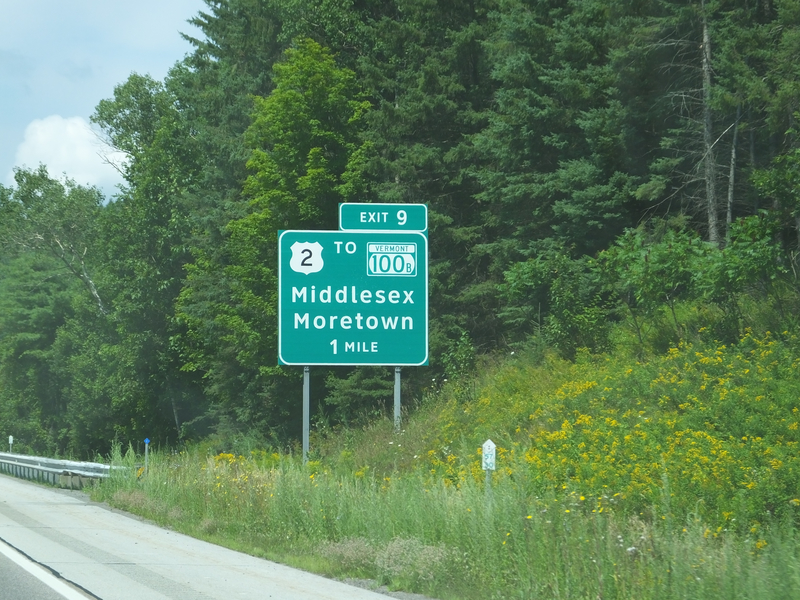 EXIT 9
2 TO VERMONT 100B
Middlesex
Moretown
1 MILE